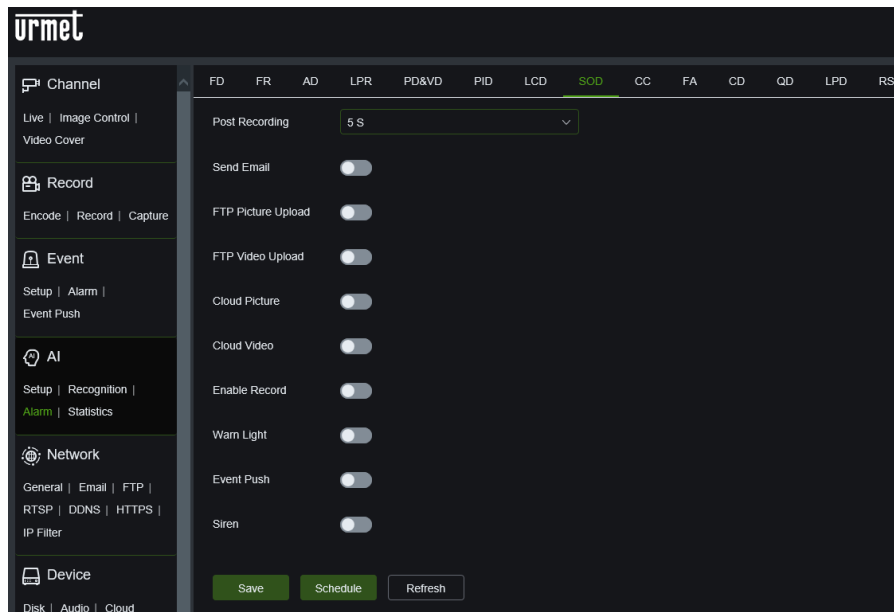 urmet
Channel
Live | Image Control |
Video Cover
Record
Encode | Record | Capture
Event
Setup | Alarm |
Event Push
AI
Setup | Recognition |
Alarm | Statistics
Network
General | Email | FTP |
RTSP | DDNS | HTTPS |
IP Filter
Device
Disk | Audio | Cloud
FD FR AD LPR PD&VD PID LCD SOD CC FA CD QD LPD RS
Post Recording 5 S
Send Email
FTP Picture Upload
FTP Video Upload
Cloud Picture
Cloud Video
Enable Record
Warn Light
Event Push
Siren
Save Schedule Refresh